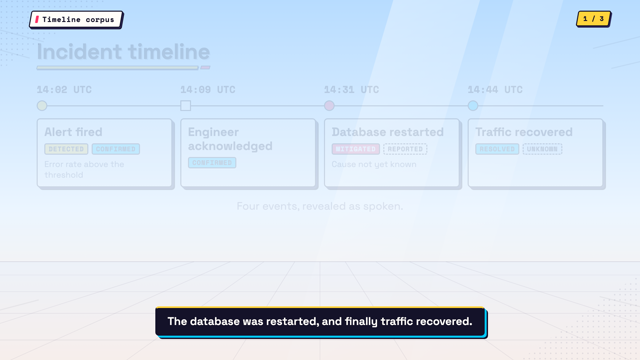 Timeline corpus
1 / 3
Incident timeline
14:02 UTC
14:09 UTC
14:31 UTC
14:44 UTC
Alert fired
DETECTED
CONFIRMED
Error rate above the
threshold
Engineer
acknowledged
CONFIRMED
Database restarted
MITIGATED
REPORTED
Cause not yet known
Traffic recovered
RESOLVED
UNKNOWN
Four events, revealed as spoken.
The database was restarted, and finally traffic recovered.